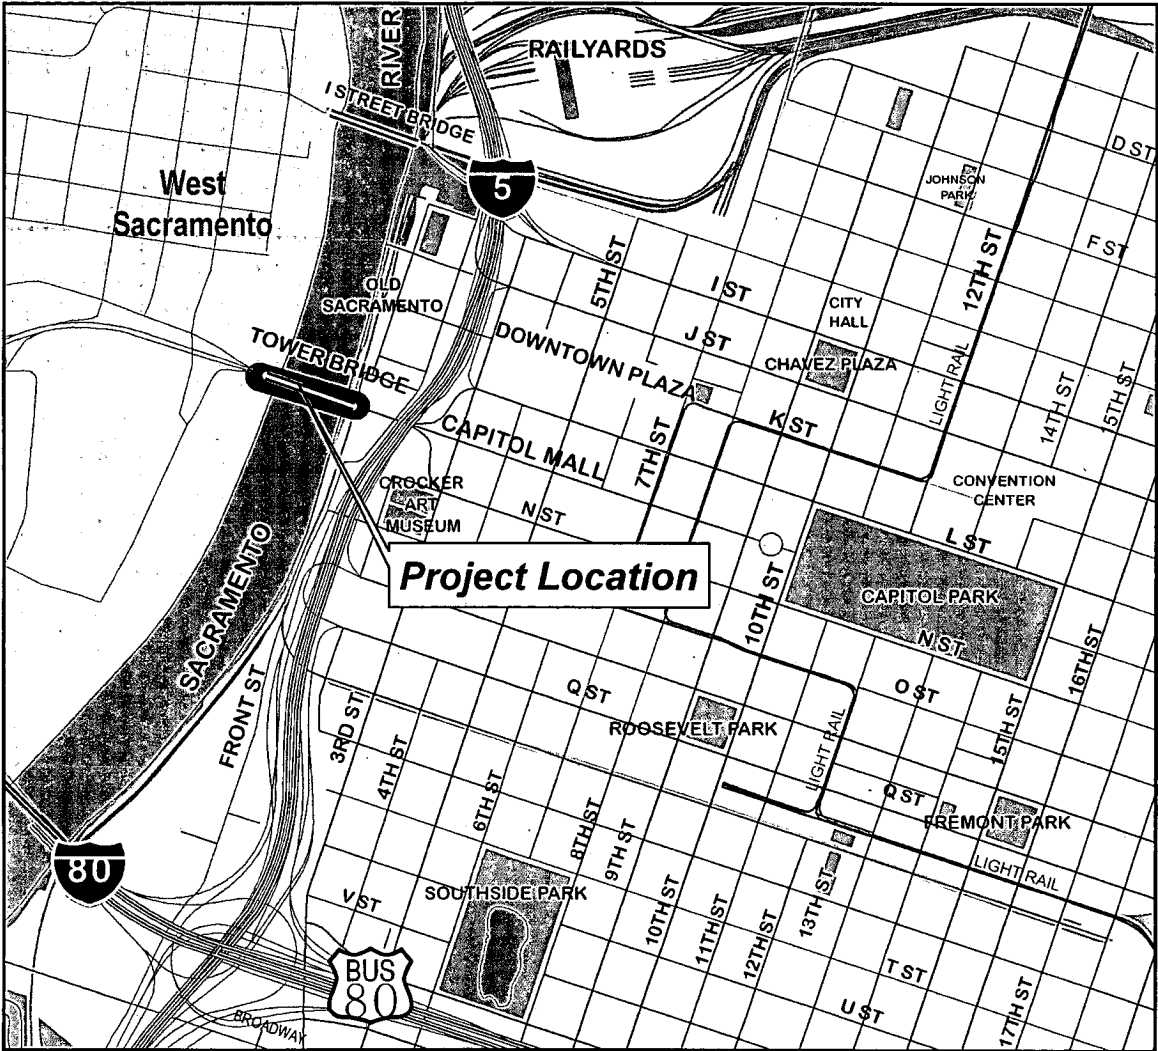 RIVER
RAILYARDS
I STREET BRIDGE
D ST
5
West
Sacramento
JOHNSON
PARK
F ST
5TH ST
I ST
12TH ST
OLD
SACRAMENTO
CITY
HALL
TOWER BRIDGE
DOWNTOWN PLAZA
J ST
CHAVEZ PLAZA
LIGHT RAIL
14TH ST
15TH ST
K ST
CAPITOL MALL
7TH ST
CROCKER
ART
MUSEUM
N ST
CONVENTION
CENTER
L ST
Project Location
SACRAMENTO
10TH ST
CAPITOL PARK
N ST
16TH ST
FRONT ST
3RD ST
4TH ST
Q ST
O ST
ROOSEVELT PARK
LIGHT RAIL
15TH ST
6TH ST
8TH ST
9TH ST
Q ST
FREMONT PARK
LIGHT RAIL
80
SOUTHSIDE PARK
V ST
10TH ST
11TH ST
12TH ST
13TH ST
BUS
80
T ST
U ST
17TH ST
BROADWAY